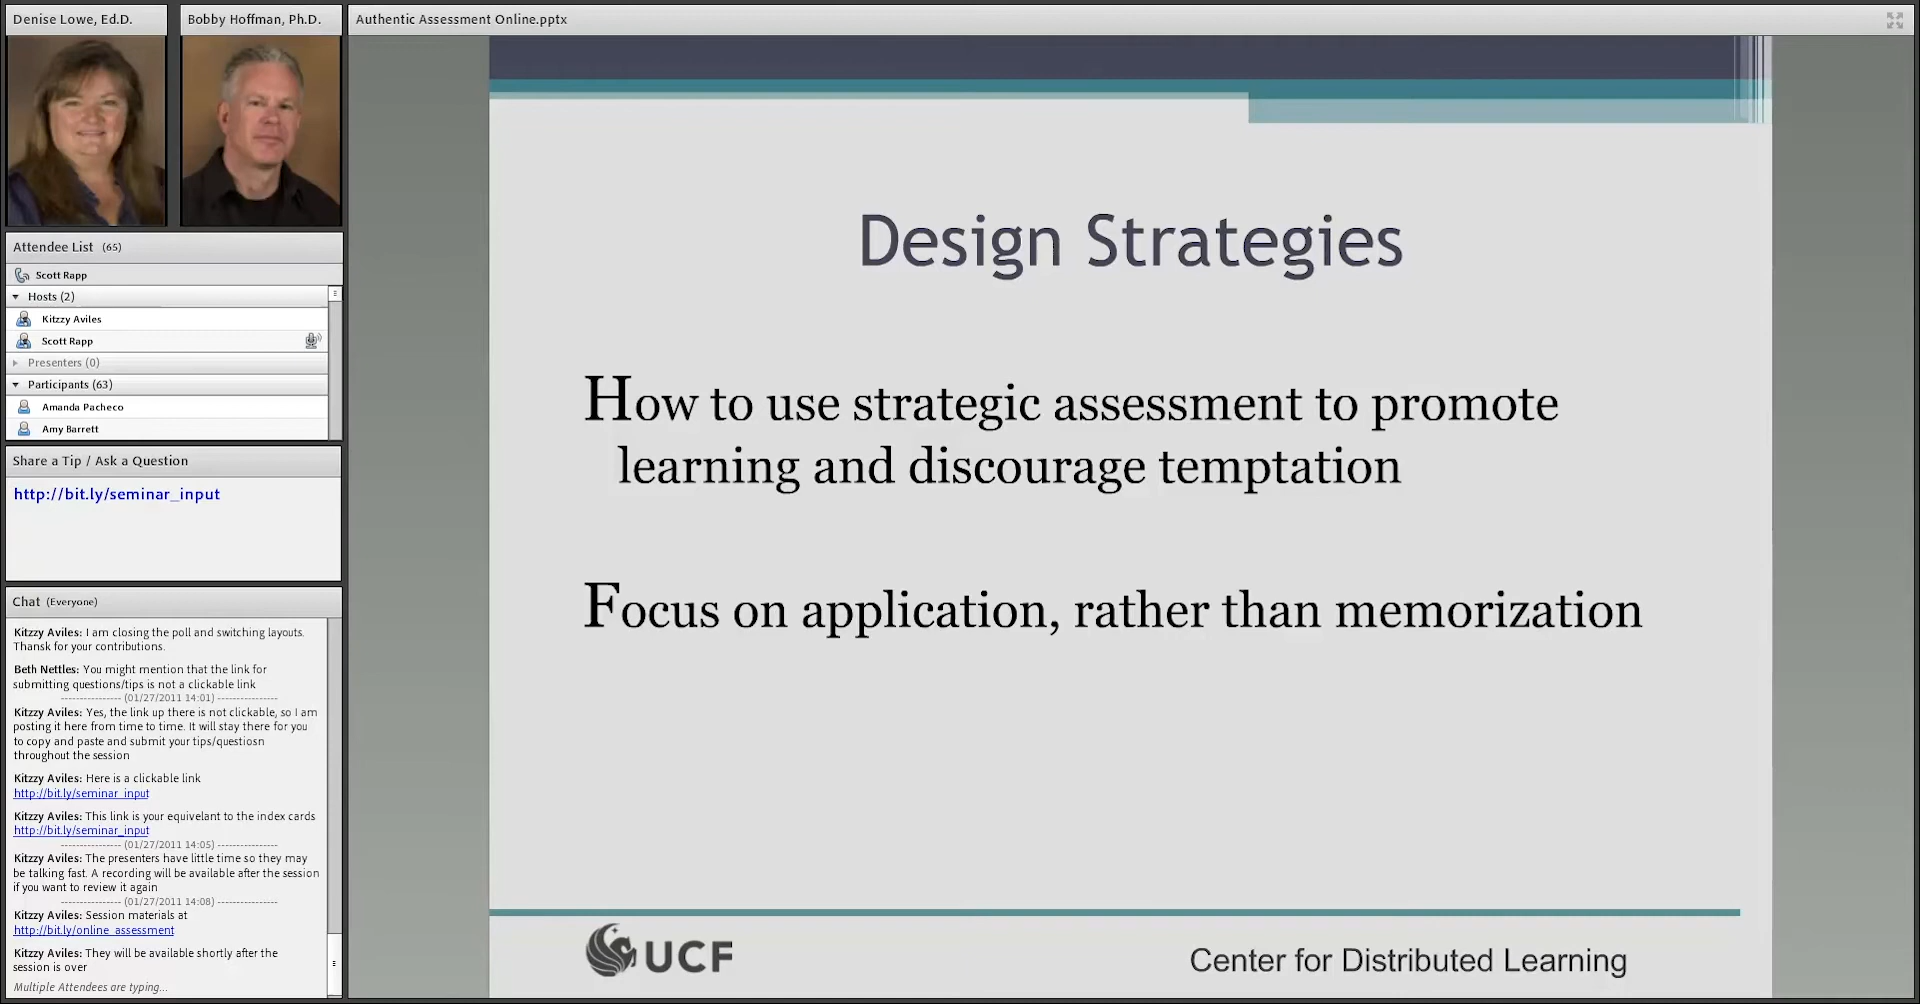 Denise Lowe, Ed.D.
Bobby Hoffman, Ph.D.
Authentic Assessment Online.pptx
Attendee List (65)
Scott Rapp
Hosts (2)
Kitzzy Aviles
Scott Rapp
Presenters (0)
Participants (63)
Amanda Pacheco
Amy Barrett
Share a Tip / Ask a Question
http://bit.ly/seminar_input
Chat (Everyone)
Kitzzy Aviles: I am closing the poll and switching layouts.
Thansk for your contributions.
Beth Nettles: You might mention that the link for
submitting questions/tips is not a clickable link
---------------- (01/27/2011 14:01) ----------------
Kitzzy Aviles: Yes, the link up there is not clickable, so I am
posting it here from time to time. It will stay there for you
to copy and paste and submit your tips/questiosn
throughout the session
Kitzzy Aviles: Here is a clickable link
http://bit.ly/seminar_input
Kitzzy Aviles: This link is your equivelant to the index cards
http://bit.ly/seminar_input
---------------- (01/27/2011 14:05) ----------------
Kitzzy Aviles: The presenters have little time so they may
be talking fast. A recording will be available after the session
if you want to review it again
---------------- (01/27/2011 14:08) ----------------
Kitzzy Aviles: Session materials at
http://bit.ly/online_assessment
Kitzzy Aviles: They will be available shortly after the
session is over
Multiple Attendees are typing...
Design Strategies
How to use strategic assessment to promote
learning and discourage temptation
Focus on application, rather than memorization
UCF
Center for Distributed Learning